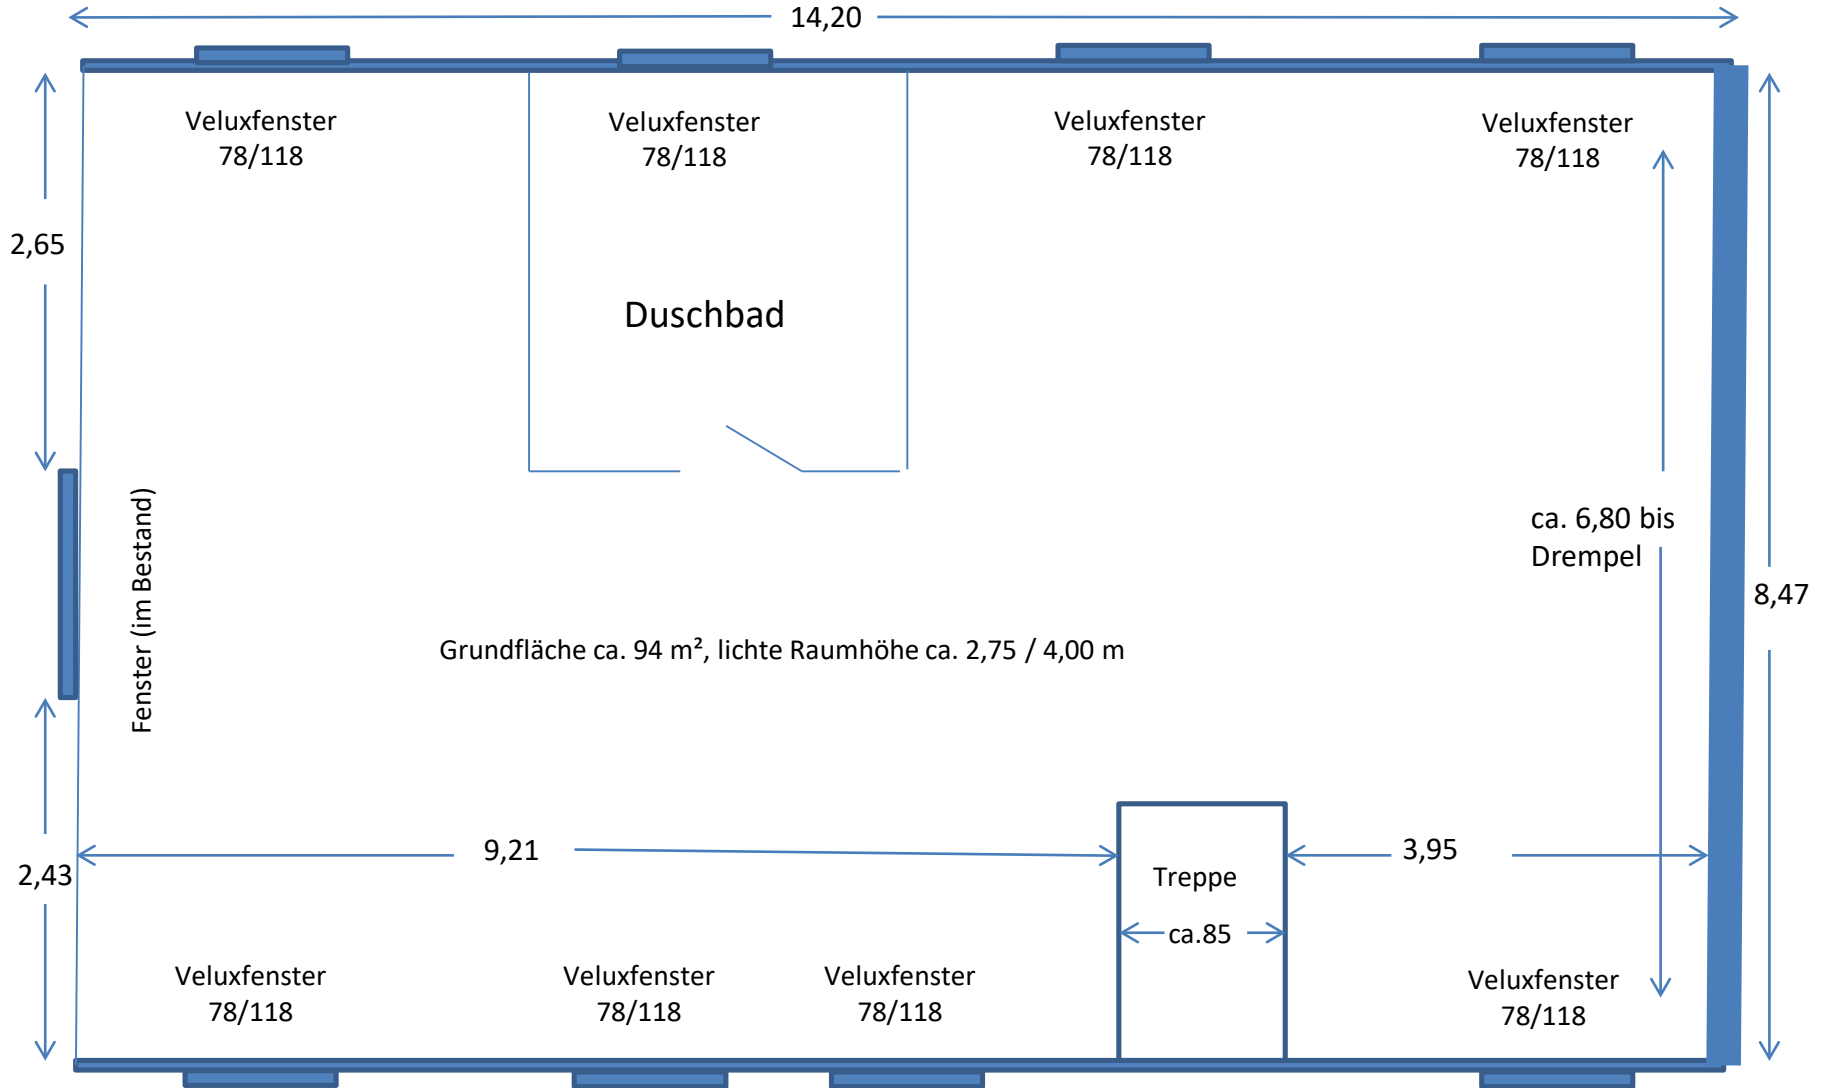 14,20
Veluxfenster
78/118
Veluxfenster
78/118
Veluxfenster
78/118
Veluxfenster
78/118
2,65
Duschbad
Fenster (im Bestand)
ca. 6,80 bis
Drempel
8,47
Grundfläche ca. 94 m², lichte Raumhöhe ca. 2,75 / 4,00 m
9,21
3,95
2,43
Treppe
ca.85
Veluxfenster
78/118
Veluxfenster
78/118
Veluxfenster
78/118
Veluxfenster
78/118